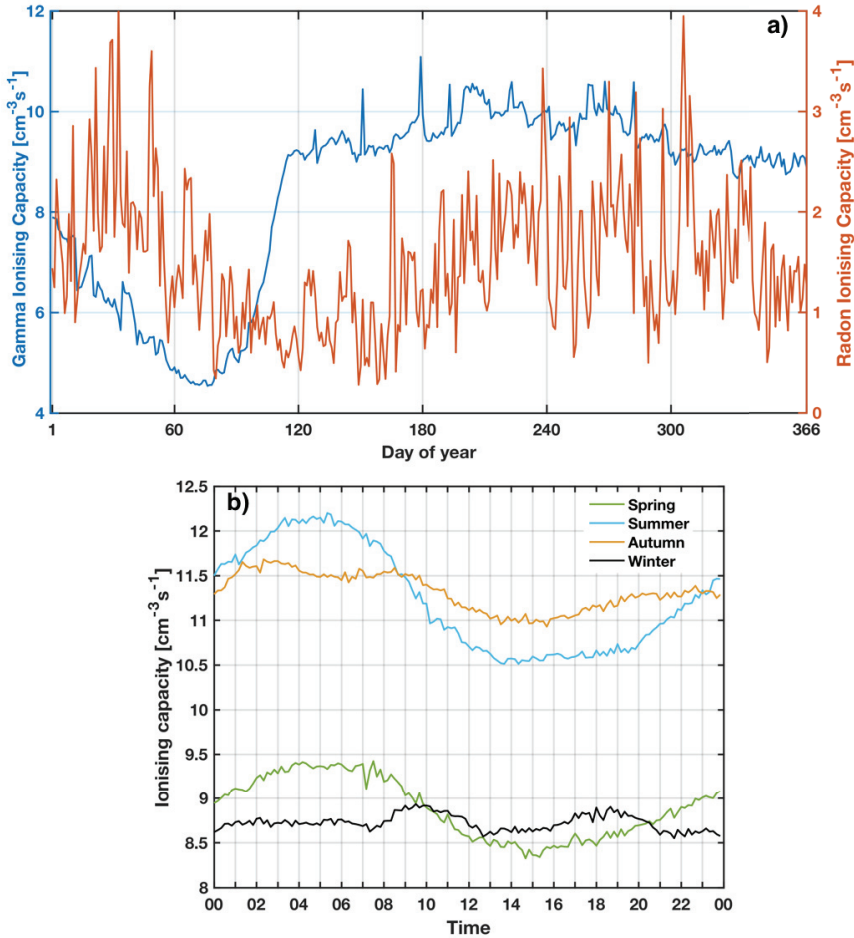 a)
Gamma Ionising Capacity [cm-3s-1]
12
10
8
6
4
Radon Ionising Capacity [cm-3s-1]
4
3
2
1
0
1 60 120 180 240 300 366
Day of year
b)
Ionising capacity [cm-3s-1]
12.5
12
11.5
11
10.5
10
9.5
9
8.5
8
Spring
Summer
Autumn
Winter
00 02 04 06 08 10 12 14 16 18 20 22 00
Time